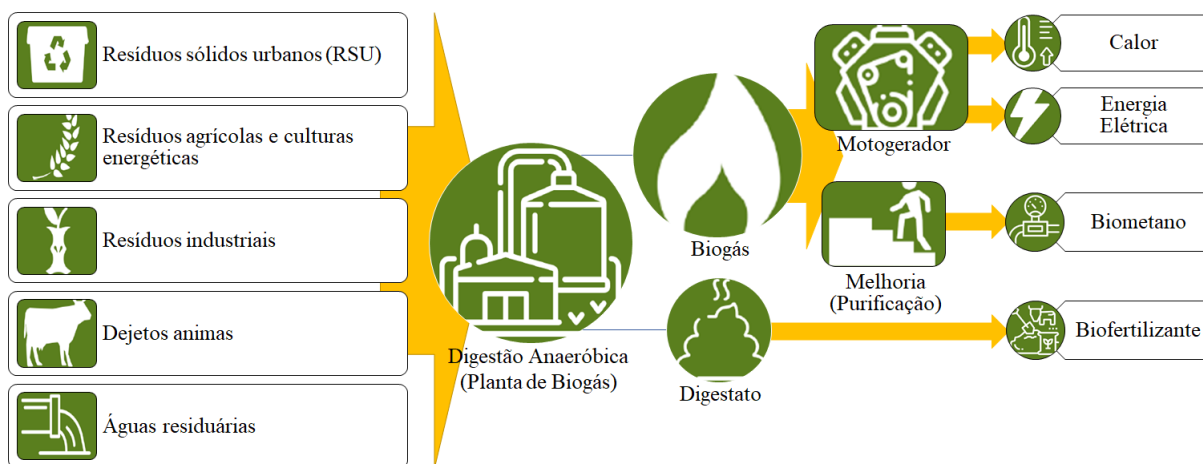 Resíduos sólidos urbanos (RSU)
Resíduos agrícolas e culturas
energéticas
Resíduos industriais
Dejetos animas
Águas residuárias
Digestão Anaeróbica
(Planta de Biogás)
Biogás
Digestato
Motogerador
Melhoria
(Purificação)
Calor
Energia
Elétrica
Biometano
Biofertilizante